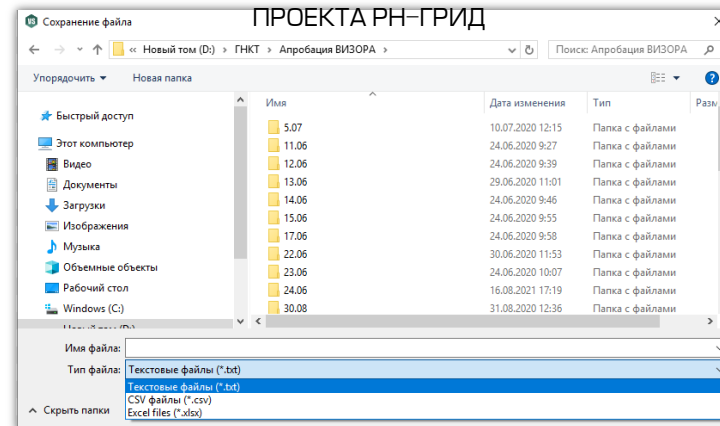 ПРОЕКТА РН-ГРИД
VS Сохранение файла
« Новый том (D:) › ГНКТ › Апробация ВИЗОРА ›
Поиск: Апробация ВИЗОРА
Упорядочить Новая папка
Имя Дата изменения Тип Разм
Быстрый доступ
Этот компьютер
Видео
Документы
Загрузки
Изображения
Музыка
Объемные объекты
Рабочий стол
Windows (C:)
5.07 10.07.2020 12:15 Папка с файлами
11.06 24.06.2020 9:27 Папка с файлами
12.06 24.06.2020 9:39 Папка с файлами
13.06 29.06.2020 11:01 Папка с файлами
14.06 24.06.2020 9:46 Папка с файлами
15.06 24.06.2020 9:55 Папка с файлами
17.06 24.06.2020 9:58 Папка с файлами
22.06 30.06.2020 11:53 Папка с файлами
23.06 24.06.2020 10:07 Папка с файлами
24.06 16.08.2021 17:19 Папка с файлами
30.08 31.08.2020 12:36 Папка с файлами
Имя файла:
Тип файла: Текстовые файлы (*.txt)
Текстовые файлы (*.txt)
CSV файлы (*.csv)
Excel files (*.xlsx)
Скрыть папки